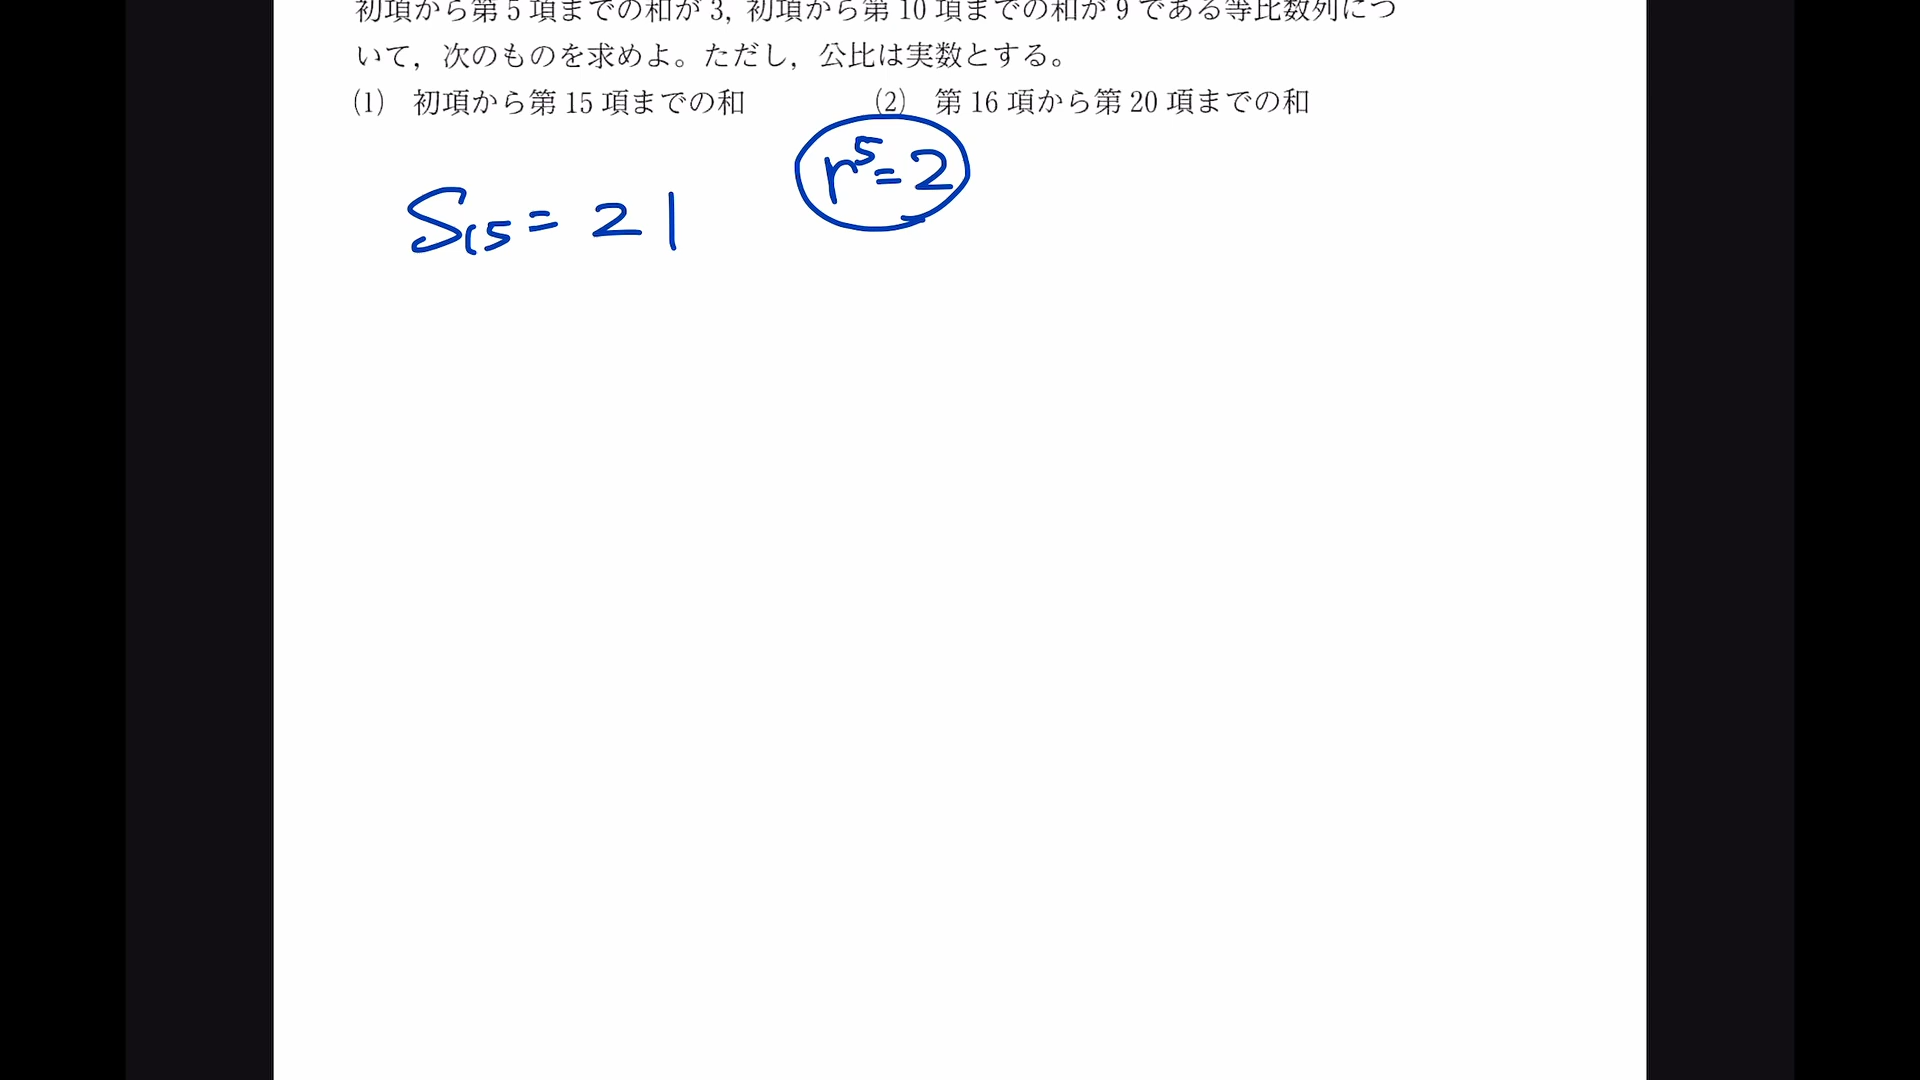 初項から第 5 項までの和が 3, 初項から第 10 項までの和が 9 である等比数列につ
いて，次のものを求めよ。ただし，公比は実数とする。
(1) 初項から第 15 項までの和 (2) 第 16 項から第 20 項までの和
r⁵=2
S₁₅ = 21